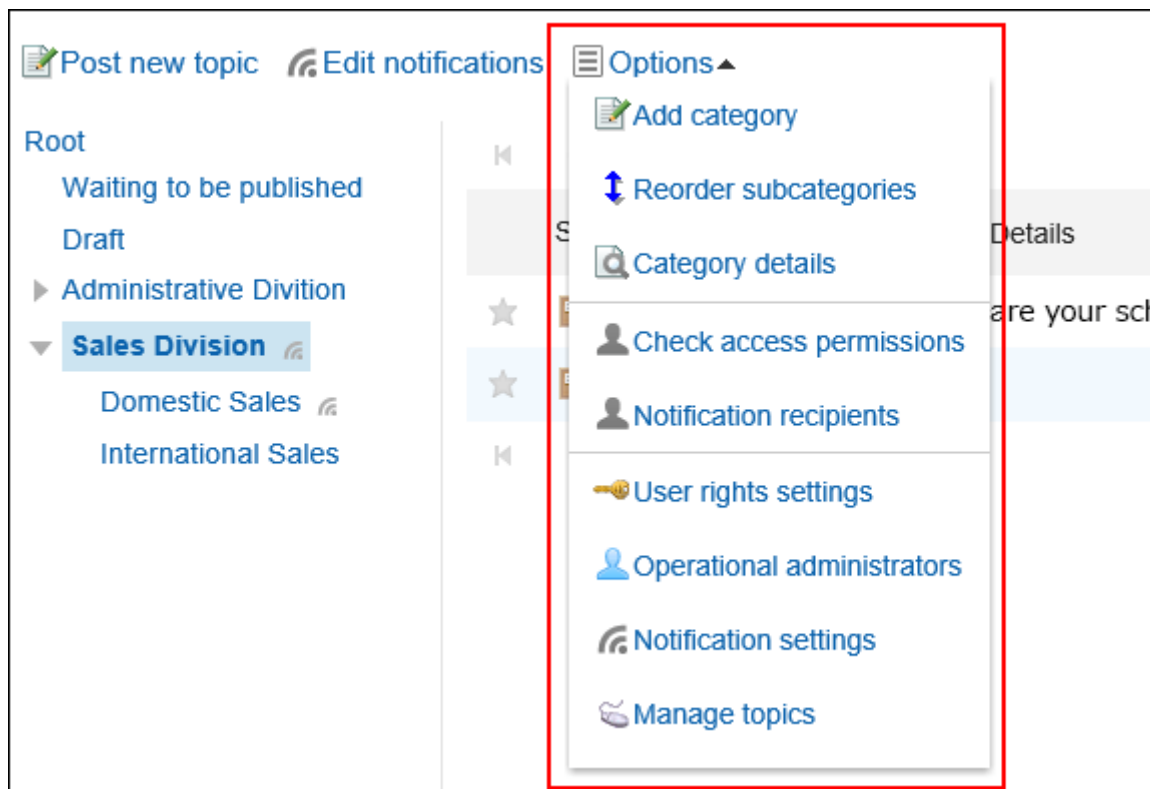 Post new topic Edit notifications Options
Root
Waiting to be published
Draft
Administrative Divition
Sales Division
Domestic Sales
International Sales
Add category
Reorder subcategories
Category details
Check access permissions
Notification recipients
User rights settings
Operational administrators
Notification settings
Manage topics
S
Details
are your sch